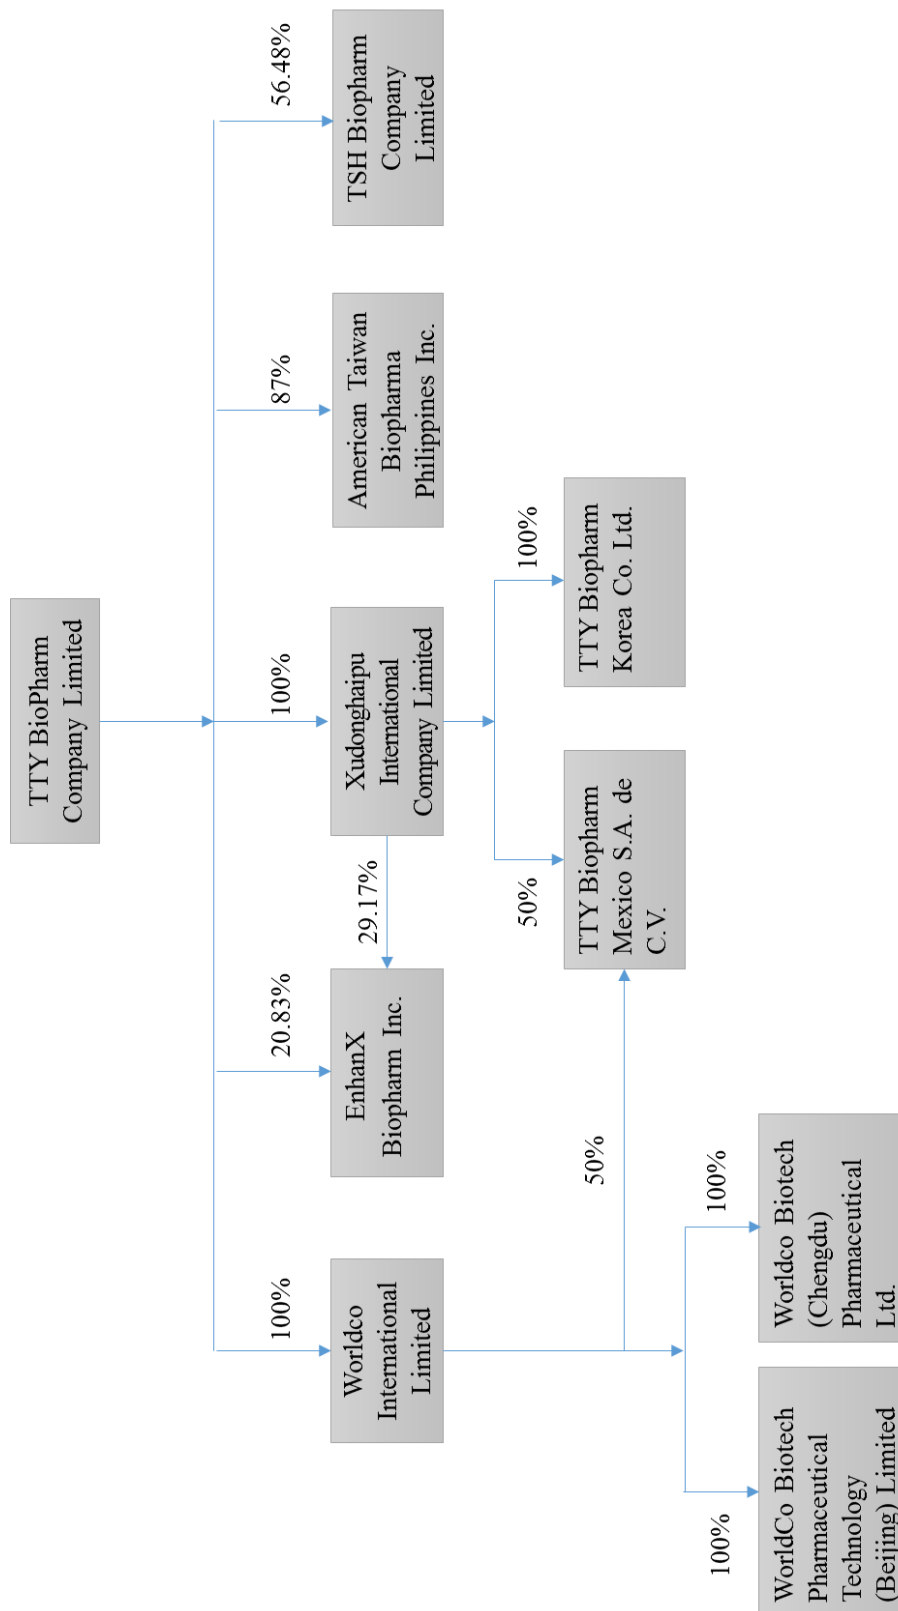 TTY BioPharm
Company Limited
100%
20.83%
100%
87%
56.48%
Worldco
International
Limited
EnhanX
Biopharm Inc.
29.17%
Xudonghaipu
International
Company Limited
American Taiwan
Biopharma
Philippines Inc.
TSH Biopharm
Company
Limited
50%
50%
100%
TTY Biopharm
Mexico S.A. de
C.V.
TTY Biopharm
Korea Co. Ltd.
100%
100%
WorldCo Biotech
Pharmaceutical
Technology
(Beijing) Limited
Worldco Biotech
(Chengdu)
Pharmaceutical
Ltd.